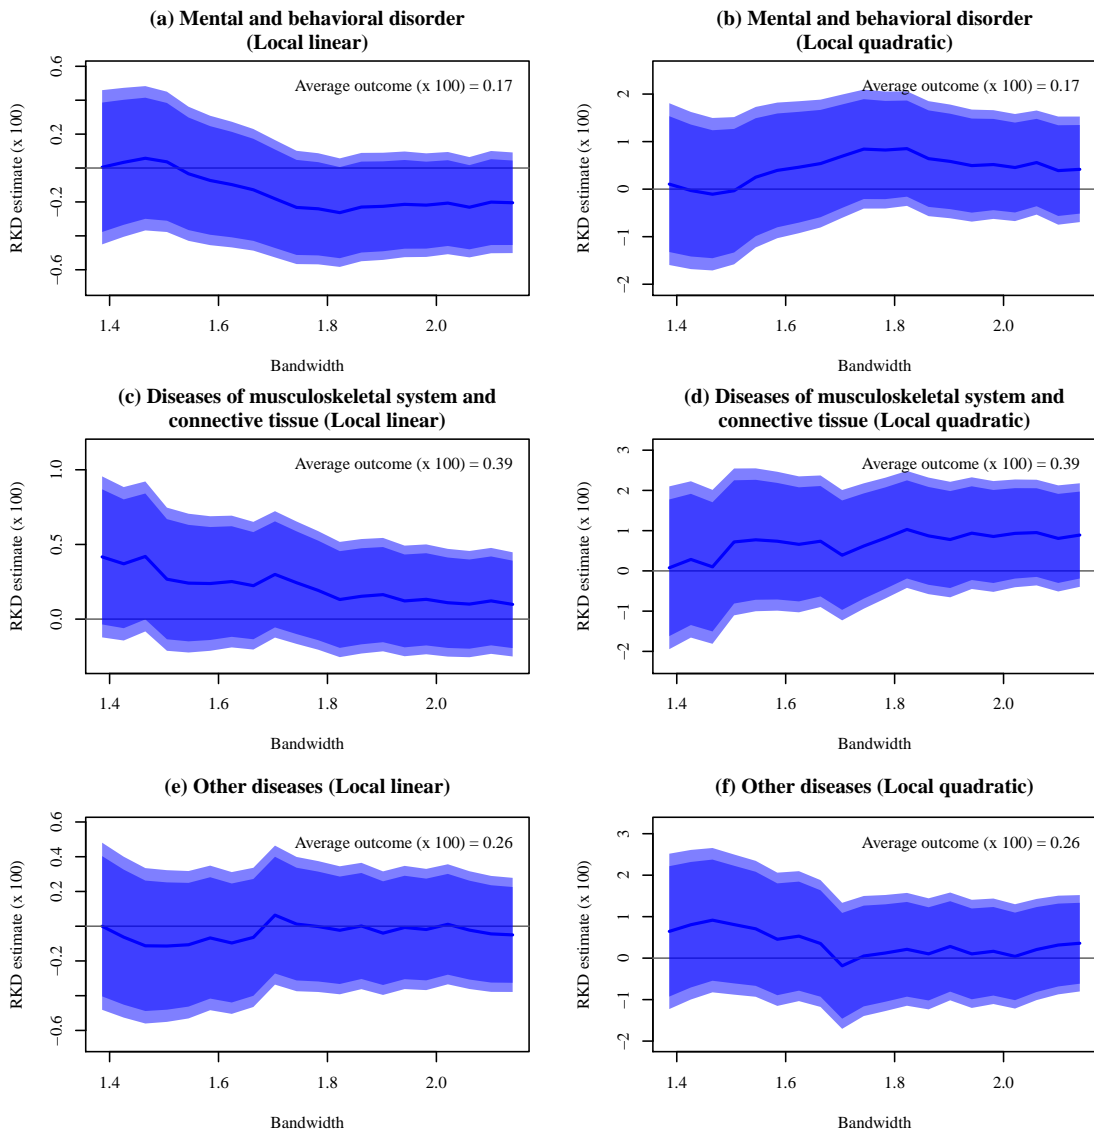 (a) Mental and behavioral disorder
(Local linear)
Average outcome (x 100) = 0.17
RKD estimate (x 100)
0.6
0.2
−0.2
−0.6
1.4 1.6 1.8 2.0
Bandwidth
(b) Mental and behavioral disorder
(Local quadratic)
Average outcome (x 100) = 0.17
RKD estimate (x 100)
2
1
0
−1
−2
1.4 1.6 1.8 2.0
Bandwidth
(c) Diseases of musculoskeletal system and
connective tissue (Local linear)
Average outcome (x 100) = 0.39
RKD estimate (x 100)
1.0
0.5
0.0
1.4 1.6 1.8 2.0
Bandwidth
(d) Diseases of musculoskeletal system and
connective tissue (Local quadratic)
Average outcome (x 100) = 0.39
RKD estimate (x 100)
3
2
1
0
−1
−2
1.4 1.6 1.8 2.0
Bandwidth
(e) Other diseases (Local linear)
Average outcome (x 100) = 0.26
RKD estimate (x 100)
0.6
0.4
0.2
−0.2
−0.6
1.4 1.6 1.8 2.0
Bandwidth
(f) Other diseases (Local quadratic)
Average outcome (x 100) = 0.26
RKD estimate (x 100)
3
2
1
0
−1
−2
1.4 1.6 1.8 2.0
Bandwidth